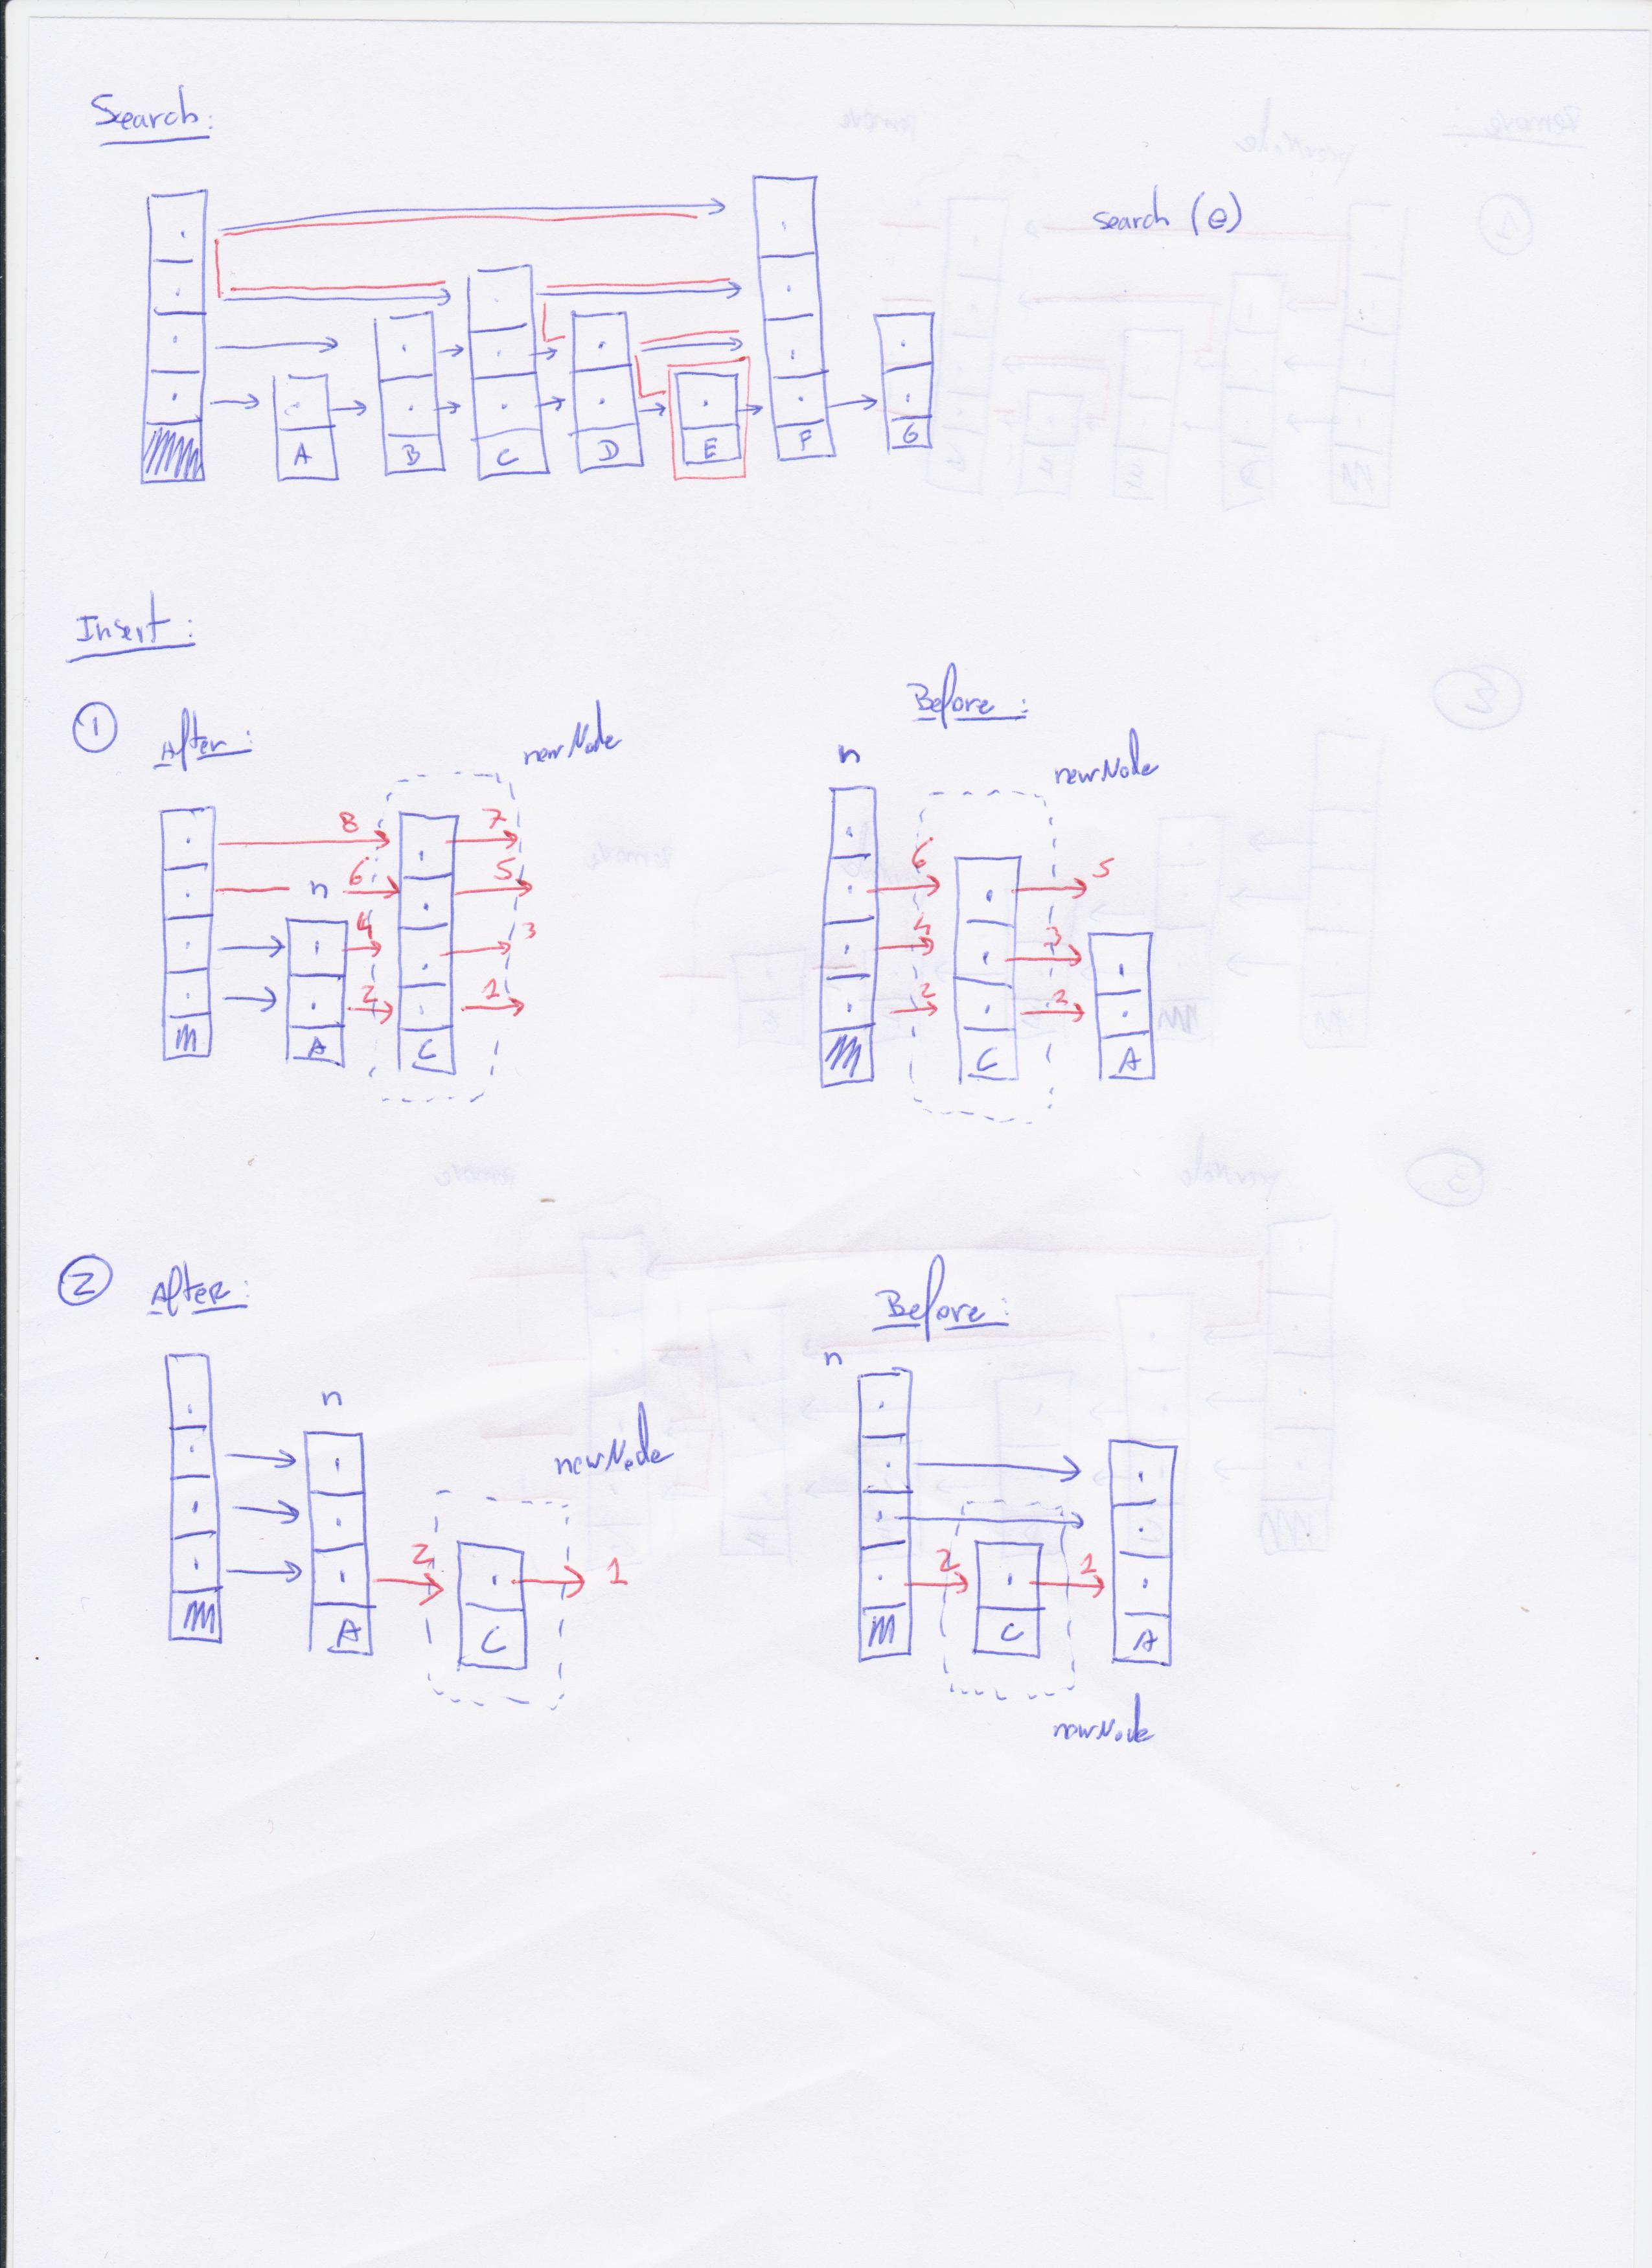 Search:
search (e)
A B C D E F G
Insert:
1 After: newNode
n
8 7
6 5
4 3
2 1
A C
Before:
n newNode
6 5
3
2 2
C A
2 After:
n
newNode
2 1
A C
Before:
n
2 1
C A
newNode